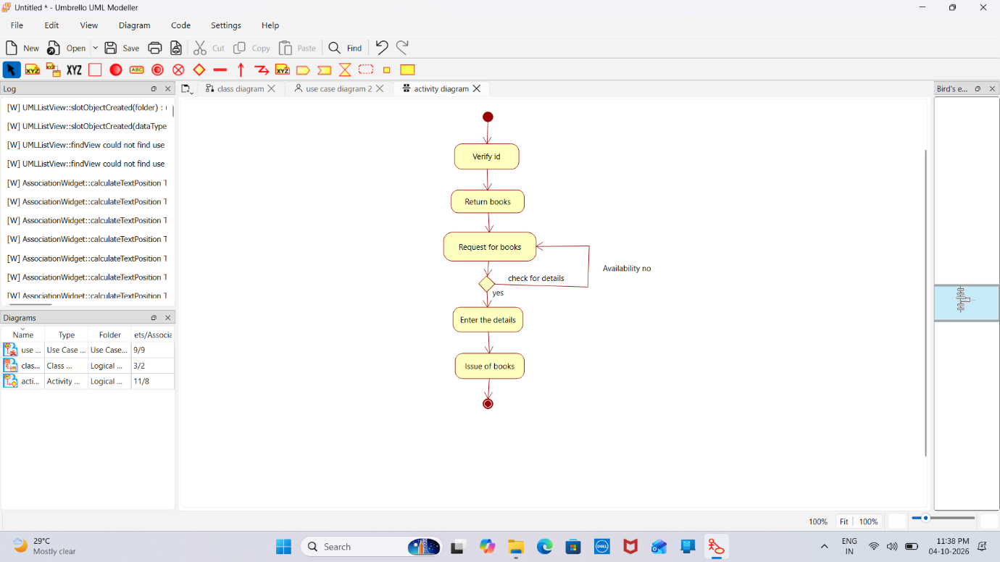 Untitled * - Umbrello UML Modeller
File Edit View Diagram Code Settings Help
New Open Save Cut Copy Paste Find
XYZ XYZ XYZ ABC XYZ
Log
class diagram use case diagram 2 activity diagram
Bird's e...
[W] UMLListView::slotObjectCreated(folder) :
[W] UMLListView::slotObjectCreated(dataType
[W] UMLListView::findView could not find use
[W] UMLListView::findView could not find use
[W] AssociationWidget::calculateTextPosition T
[W] AssociationWidget::calculateTextPosition T
[W] AssociationWidget::calculateTextPosition T
[W] AssociationWidget::calculateTextPosition T
[W] AssociationWidget::calculateTextPosition T
[W] AssociationWidget::calculateTextPosition T
[W] AssociationWidget::calculateTextPosition T
Diagrams
Name Type Folder ets/Associa
use ... Use Case ... Use Case... 9/9
clas... Class ... Logical ... 3/2
acti... Activity ... Logical ... 11/8
Verify id
Return books
Request for books
Availability no
check for details
yes
Enter the details
Issue of books
100% Fit 100%
29°C
Mostly clear
Search
DELL
ENG
IN
11:38 PM
04-10-2026